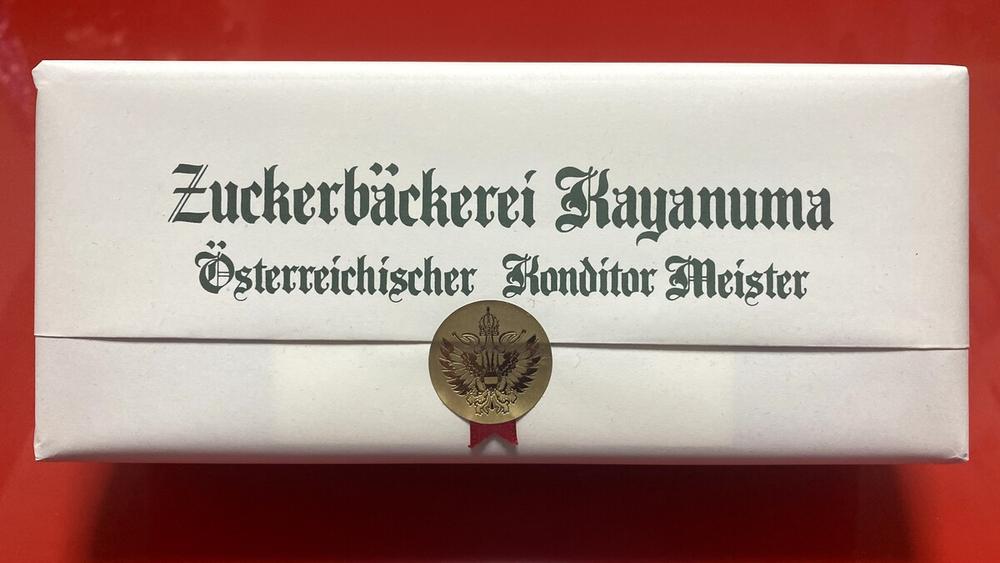 Zuckerbäckerei Kayanuma
Österreichischer Konditor Meister